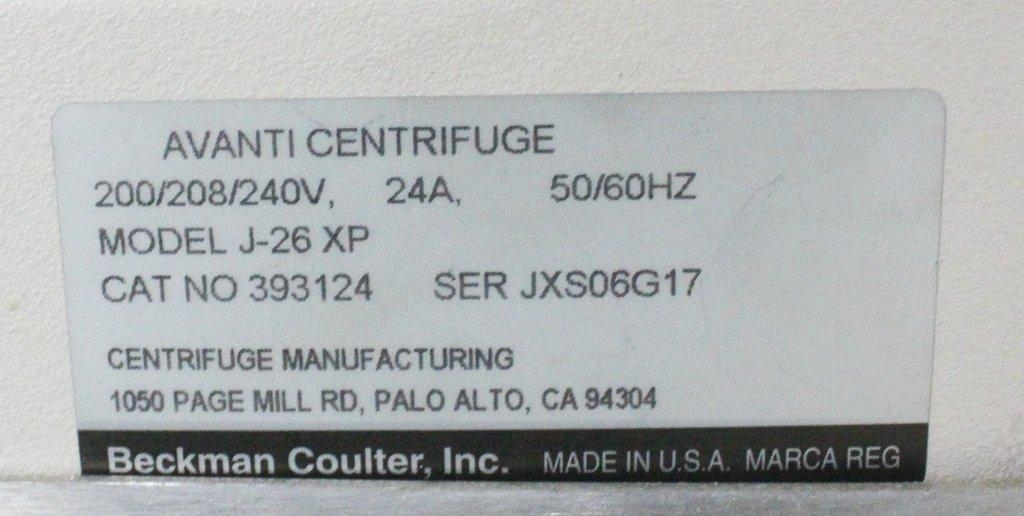 AVANTI CENTRIFUGE
200/208/240V, 24A, 50/60HZ
MODEL J-26 XP
CAT NO 393124 SER JXS06G17
CENTRIFUGE MANUFACTURING
1050 PAGE MILL RD, PALO ALTO, CA 94304
Beckman Coulter, Inc. MADE IN U.S.A. MARCA REG